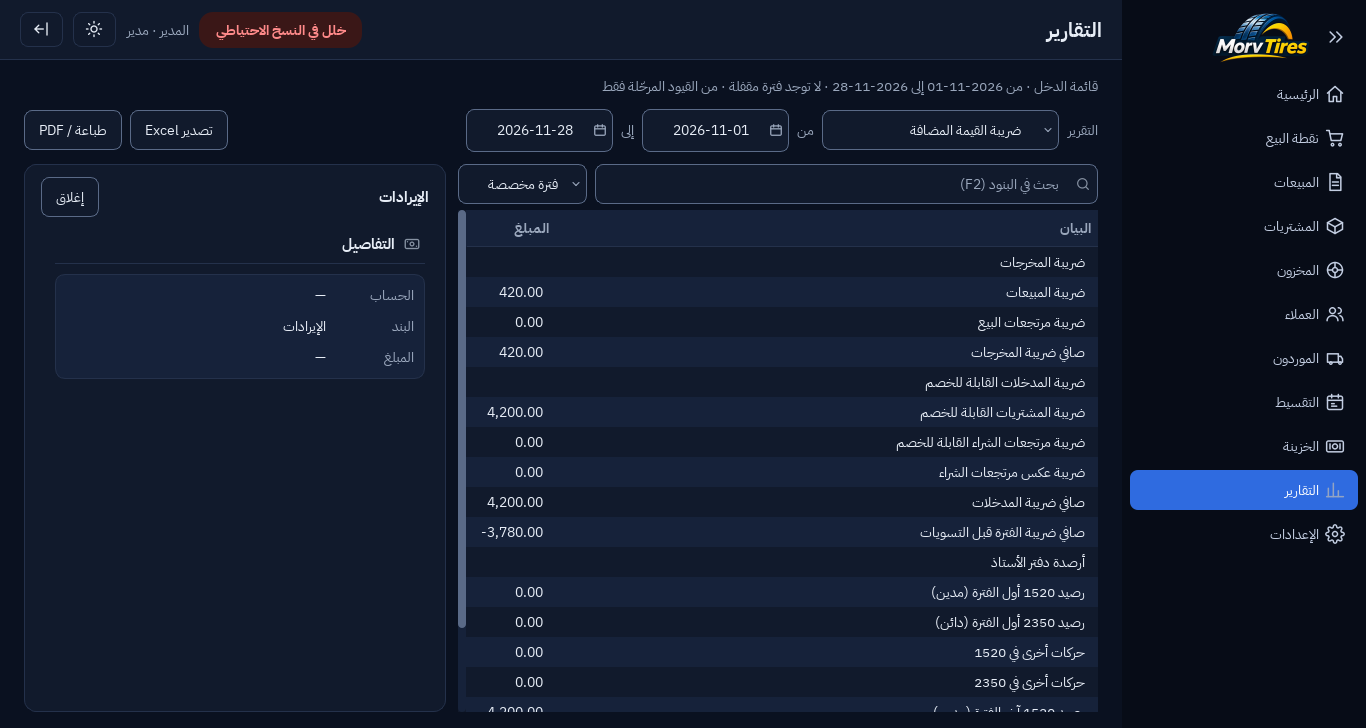 MorvTires
الرئيسية
نقطة البيع
المبيعات
المشتريات
المخزون
العملاء
الموردون
التقسيط
الخزينة
التقارير
الإعدادات
التقارير
المدير · مدير
خلل في النسخ الاحتياطي
قائمة الدخل · من 2026-11-01 إلى 2026-11-28 · لا توجد فترة مقفلة · من القيود المرحّلة فقط
التقرير ضريبة القيمة المضافة من 2026-11-01 إلى 2026-11-28
تصدير Excel
طباعة / PDF
بحث في البنود (F2)
فترة مخصصة
البيان المبلغ
ضريبة المخرجات
ضريبة المبيعات 420.00
ضريبة مرتجعات البيع 0.00
صافي ضريبة المخرجات 420.00
ضريبة المدخلات القابلة للخصم
ضريبة المشتريات القابلة للخصم 4,200.00
ضريبة مرتجعات الشراء القابلة للخصم 0.00
ضريبة عكس مرتجعات الشراء 0.00
صافي ضريبة المدخلات 4,200.00
صافي ضريبة الفترة قبل التسويات -3,780.00
أرصدة دفتر الأستاذ
رصيد 1520 أول الفترة (مدين) 0.00
رصيد 2350 أول الفترة (دائن) 0.00
حركات أخرى في 1520 0.00
حركات أخرى في 2350 0.00
رصيد 1520 آخر الفترة (مدين) 4,200.00
الإيرادات
إغلاق
التفاصيل
الحساب —
البند الإيرادات
المبلغ —